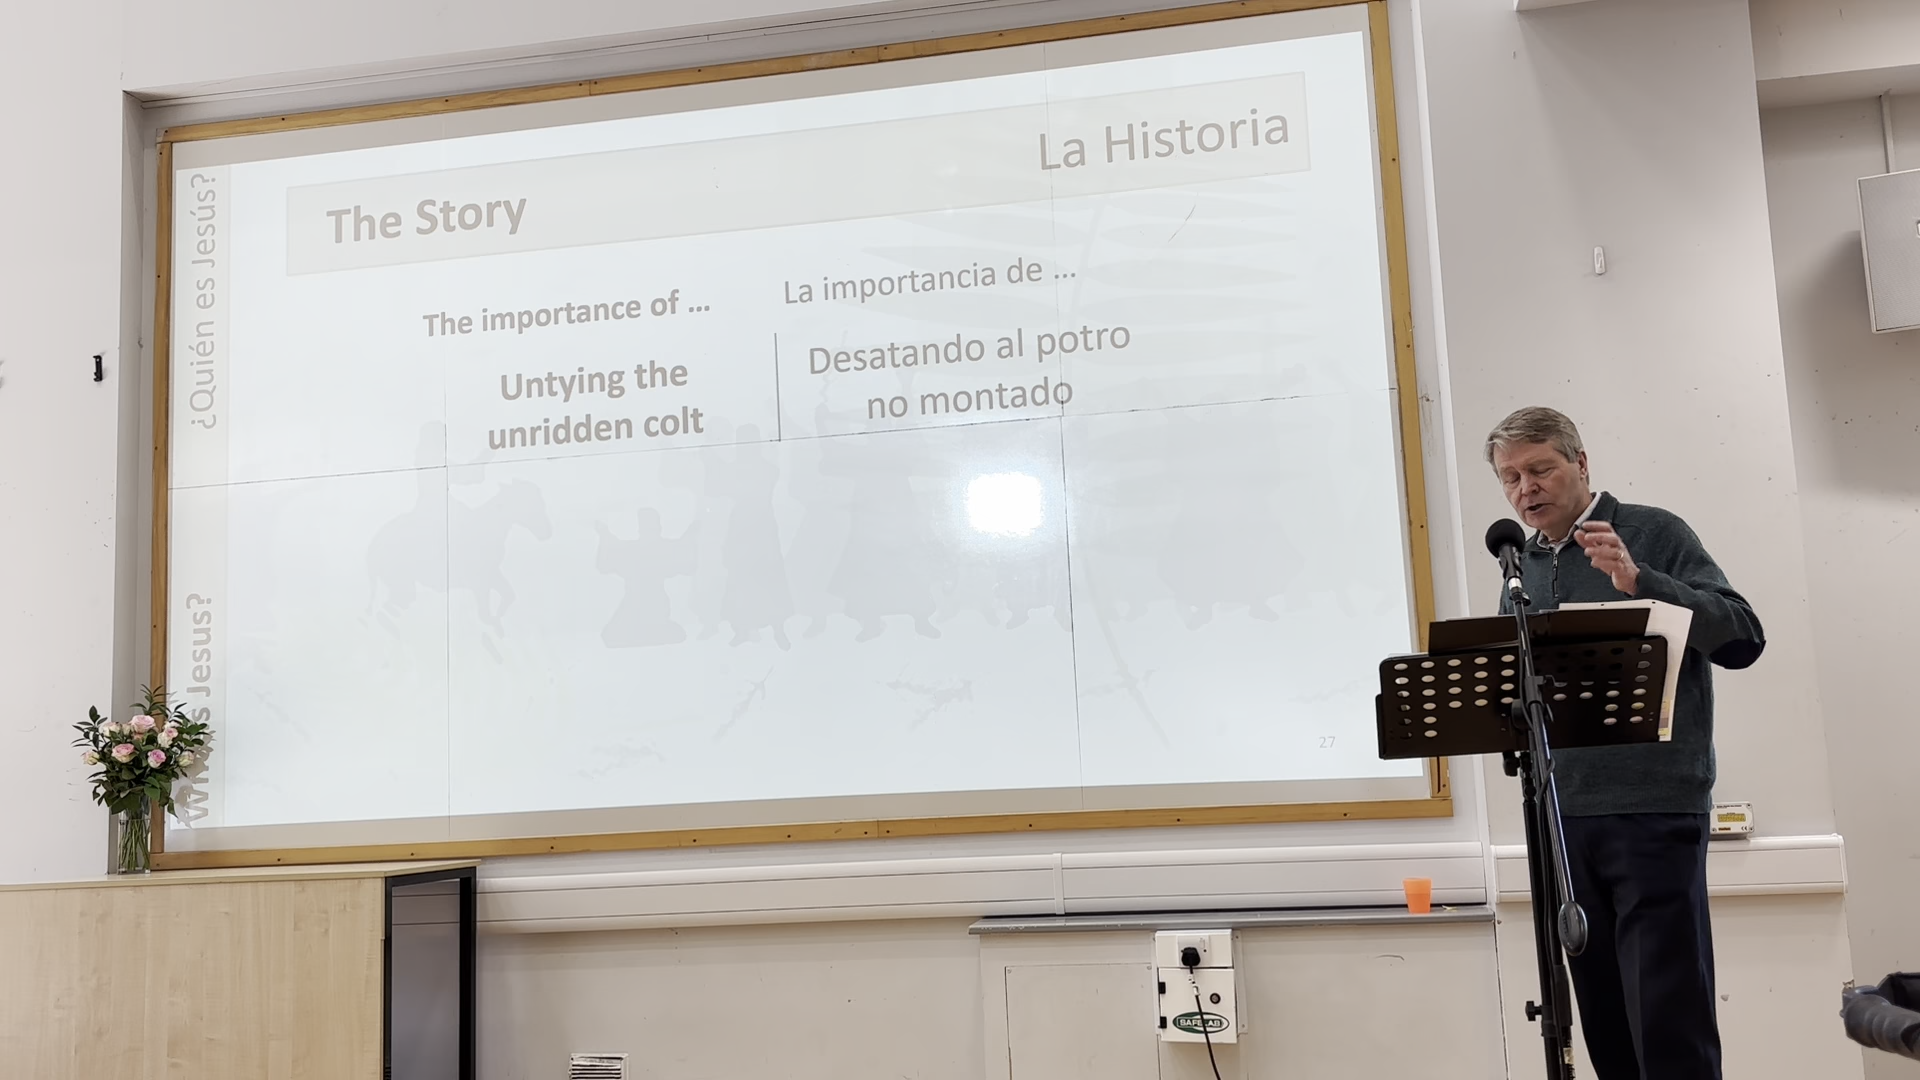 ¿Quién es Jesús?
s Jesus?
The Story
La Historia
The importance of ...
La importancia de ...
Untying the
unridden colt
Desatando al potro
no montado
27
SAFELAB